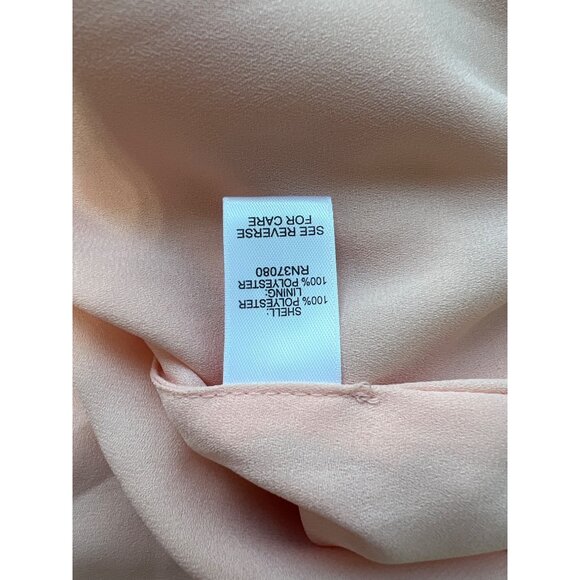 SHELL:
100% POLYESTER
LINING:
100% POLYESTER
RN37080
SEE REVERSE
FOR CARE